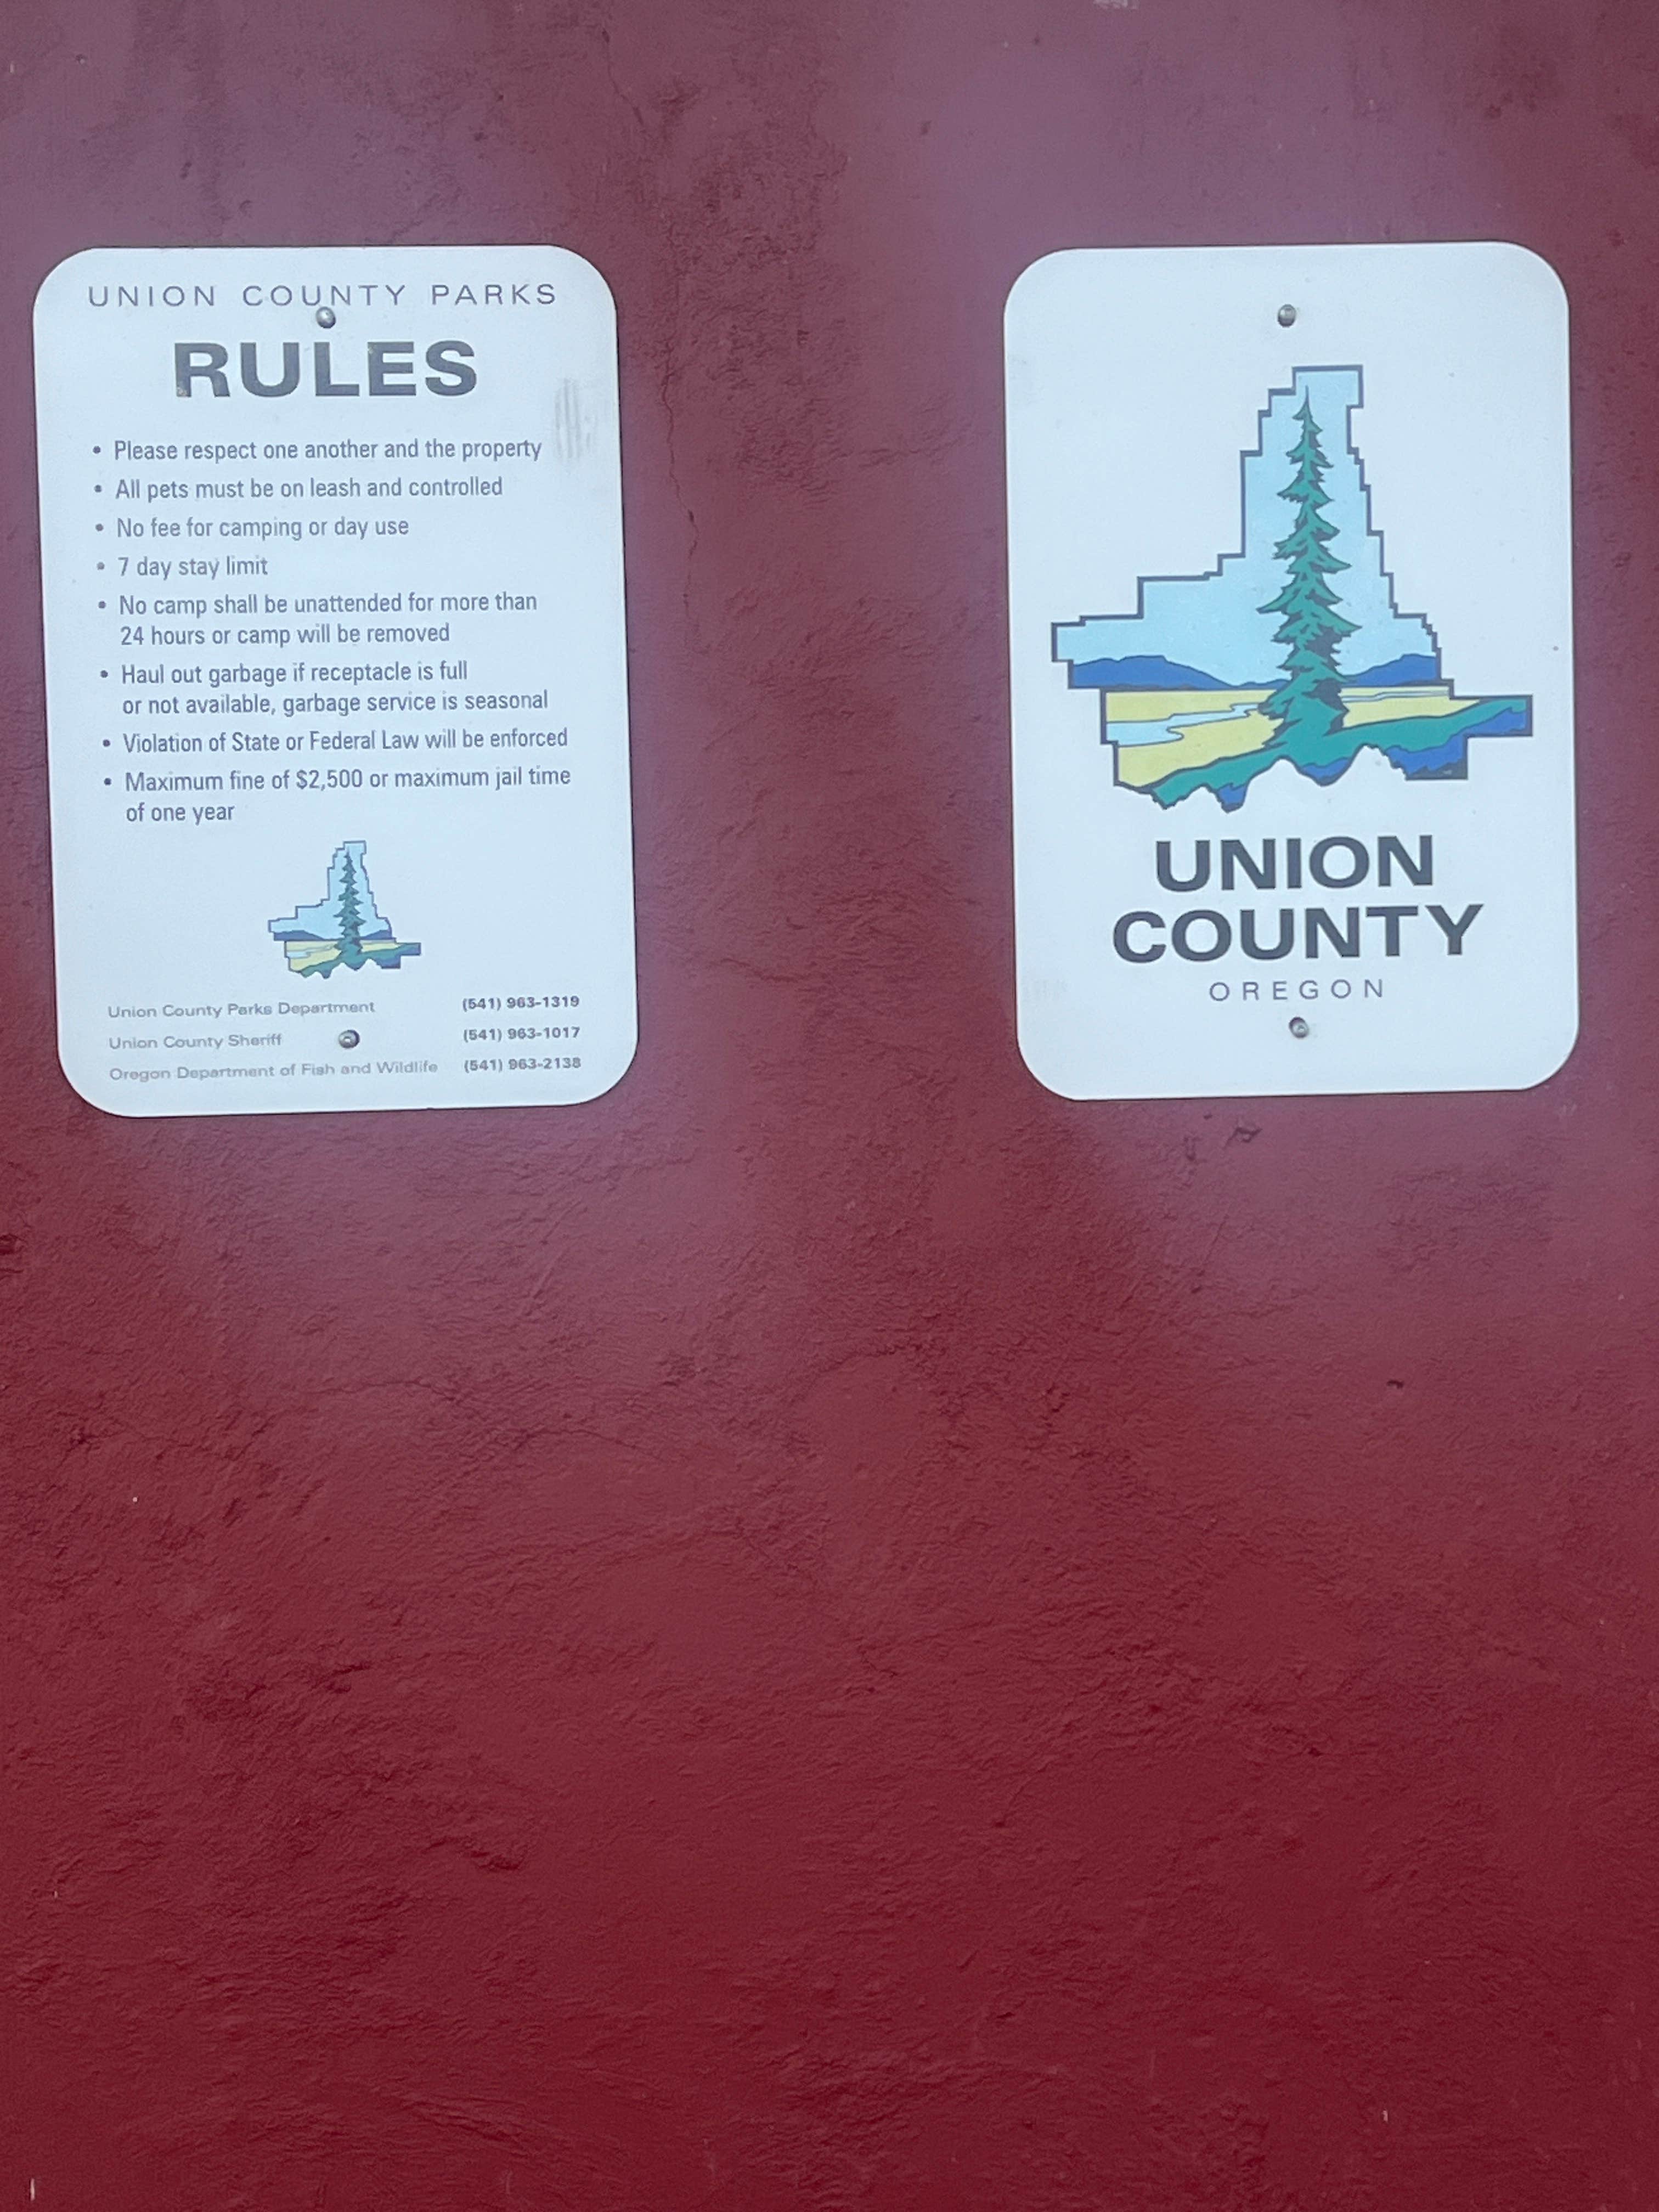 UNION COUNTY PARKS
RULES
• Please respect one another and the property
• All pets must be on leash and controlled
• No fee for camping or day use
• 7 day stay limit
• No camp shall be unattended for more than
24 hours or camp will be removed
• Haul out garbage if receptacle is full
or not available, garbage service is seasonal
• Violation of State or Federal Law will be enforced
• Maximum fine of $2,500 or maximum jail time
of one year
Union County Parks Department (541) 963-1319
Union County Sheriff (541) 963-1017
Oregon Department of Fish and Wildlife (541) 963-2138
UNION
COUNTY
OREGON